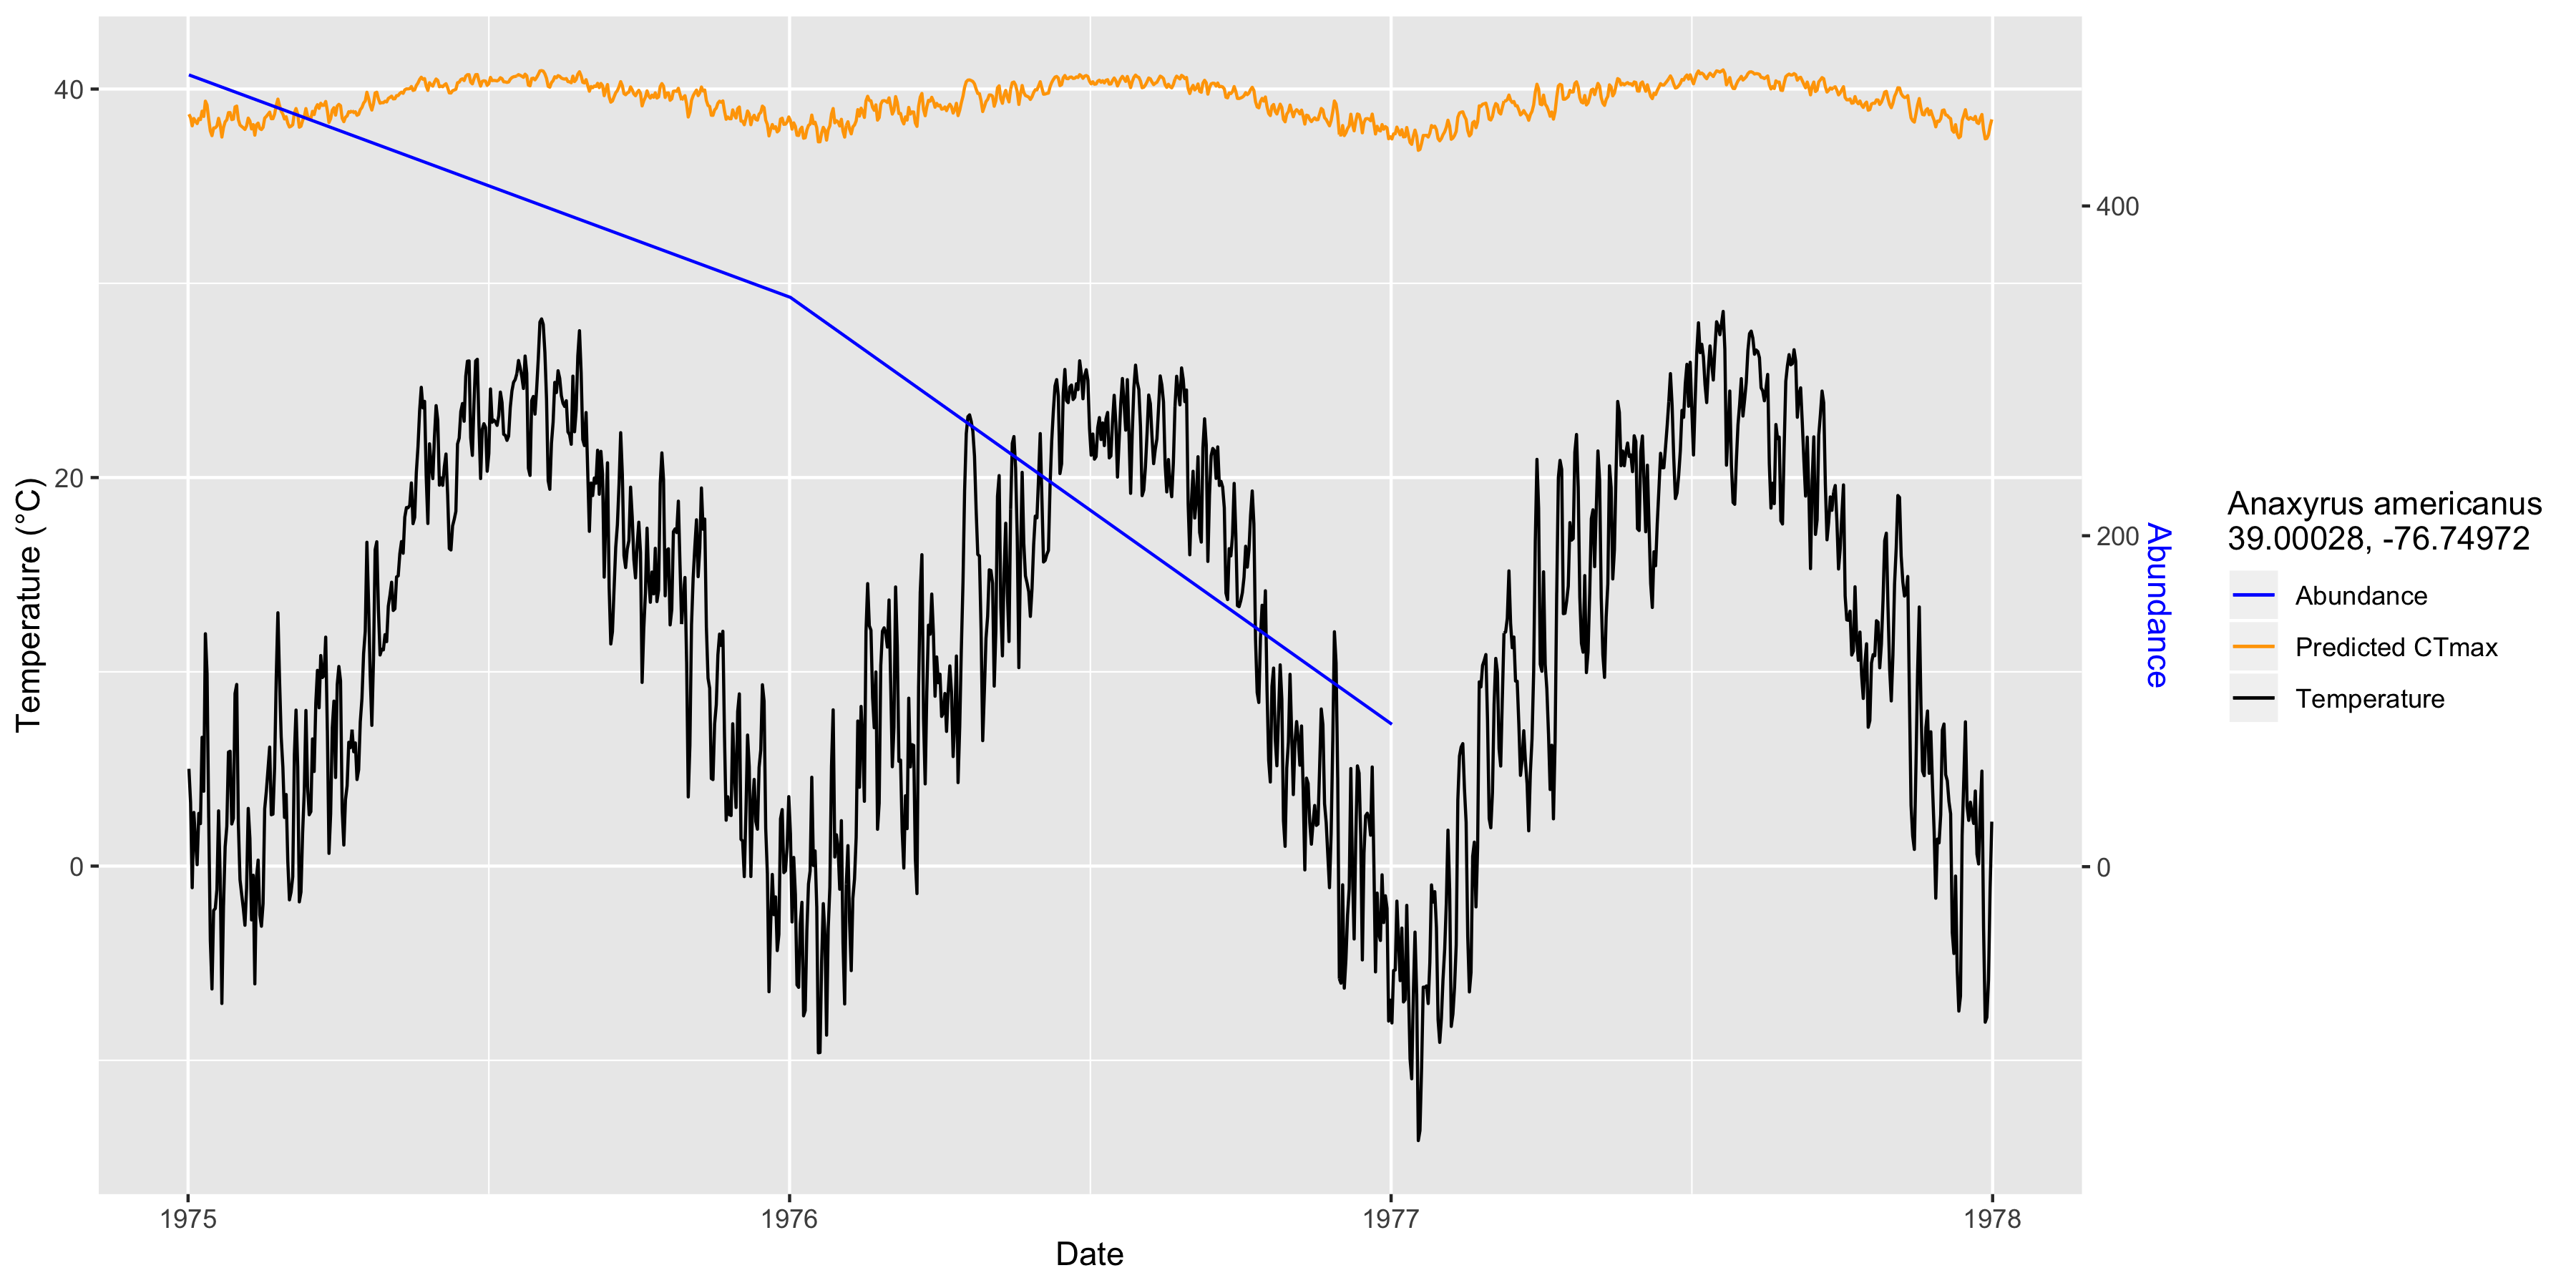 40
20
0
Temperature (°C)
1975
1976
1977
1978
Date
400
200
0
Abundance
Anaxyrus americanus
39.00028, -76.74972
Abundance
Predicted CTmax
Temperature